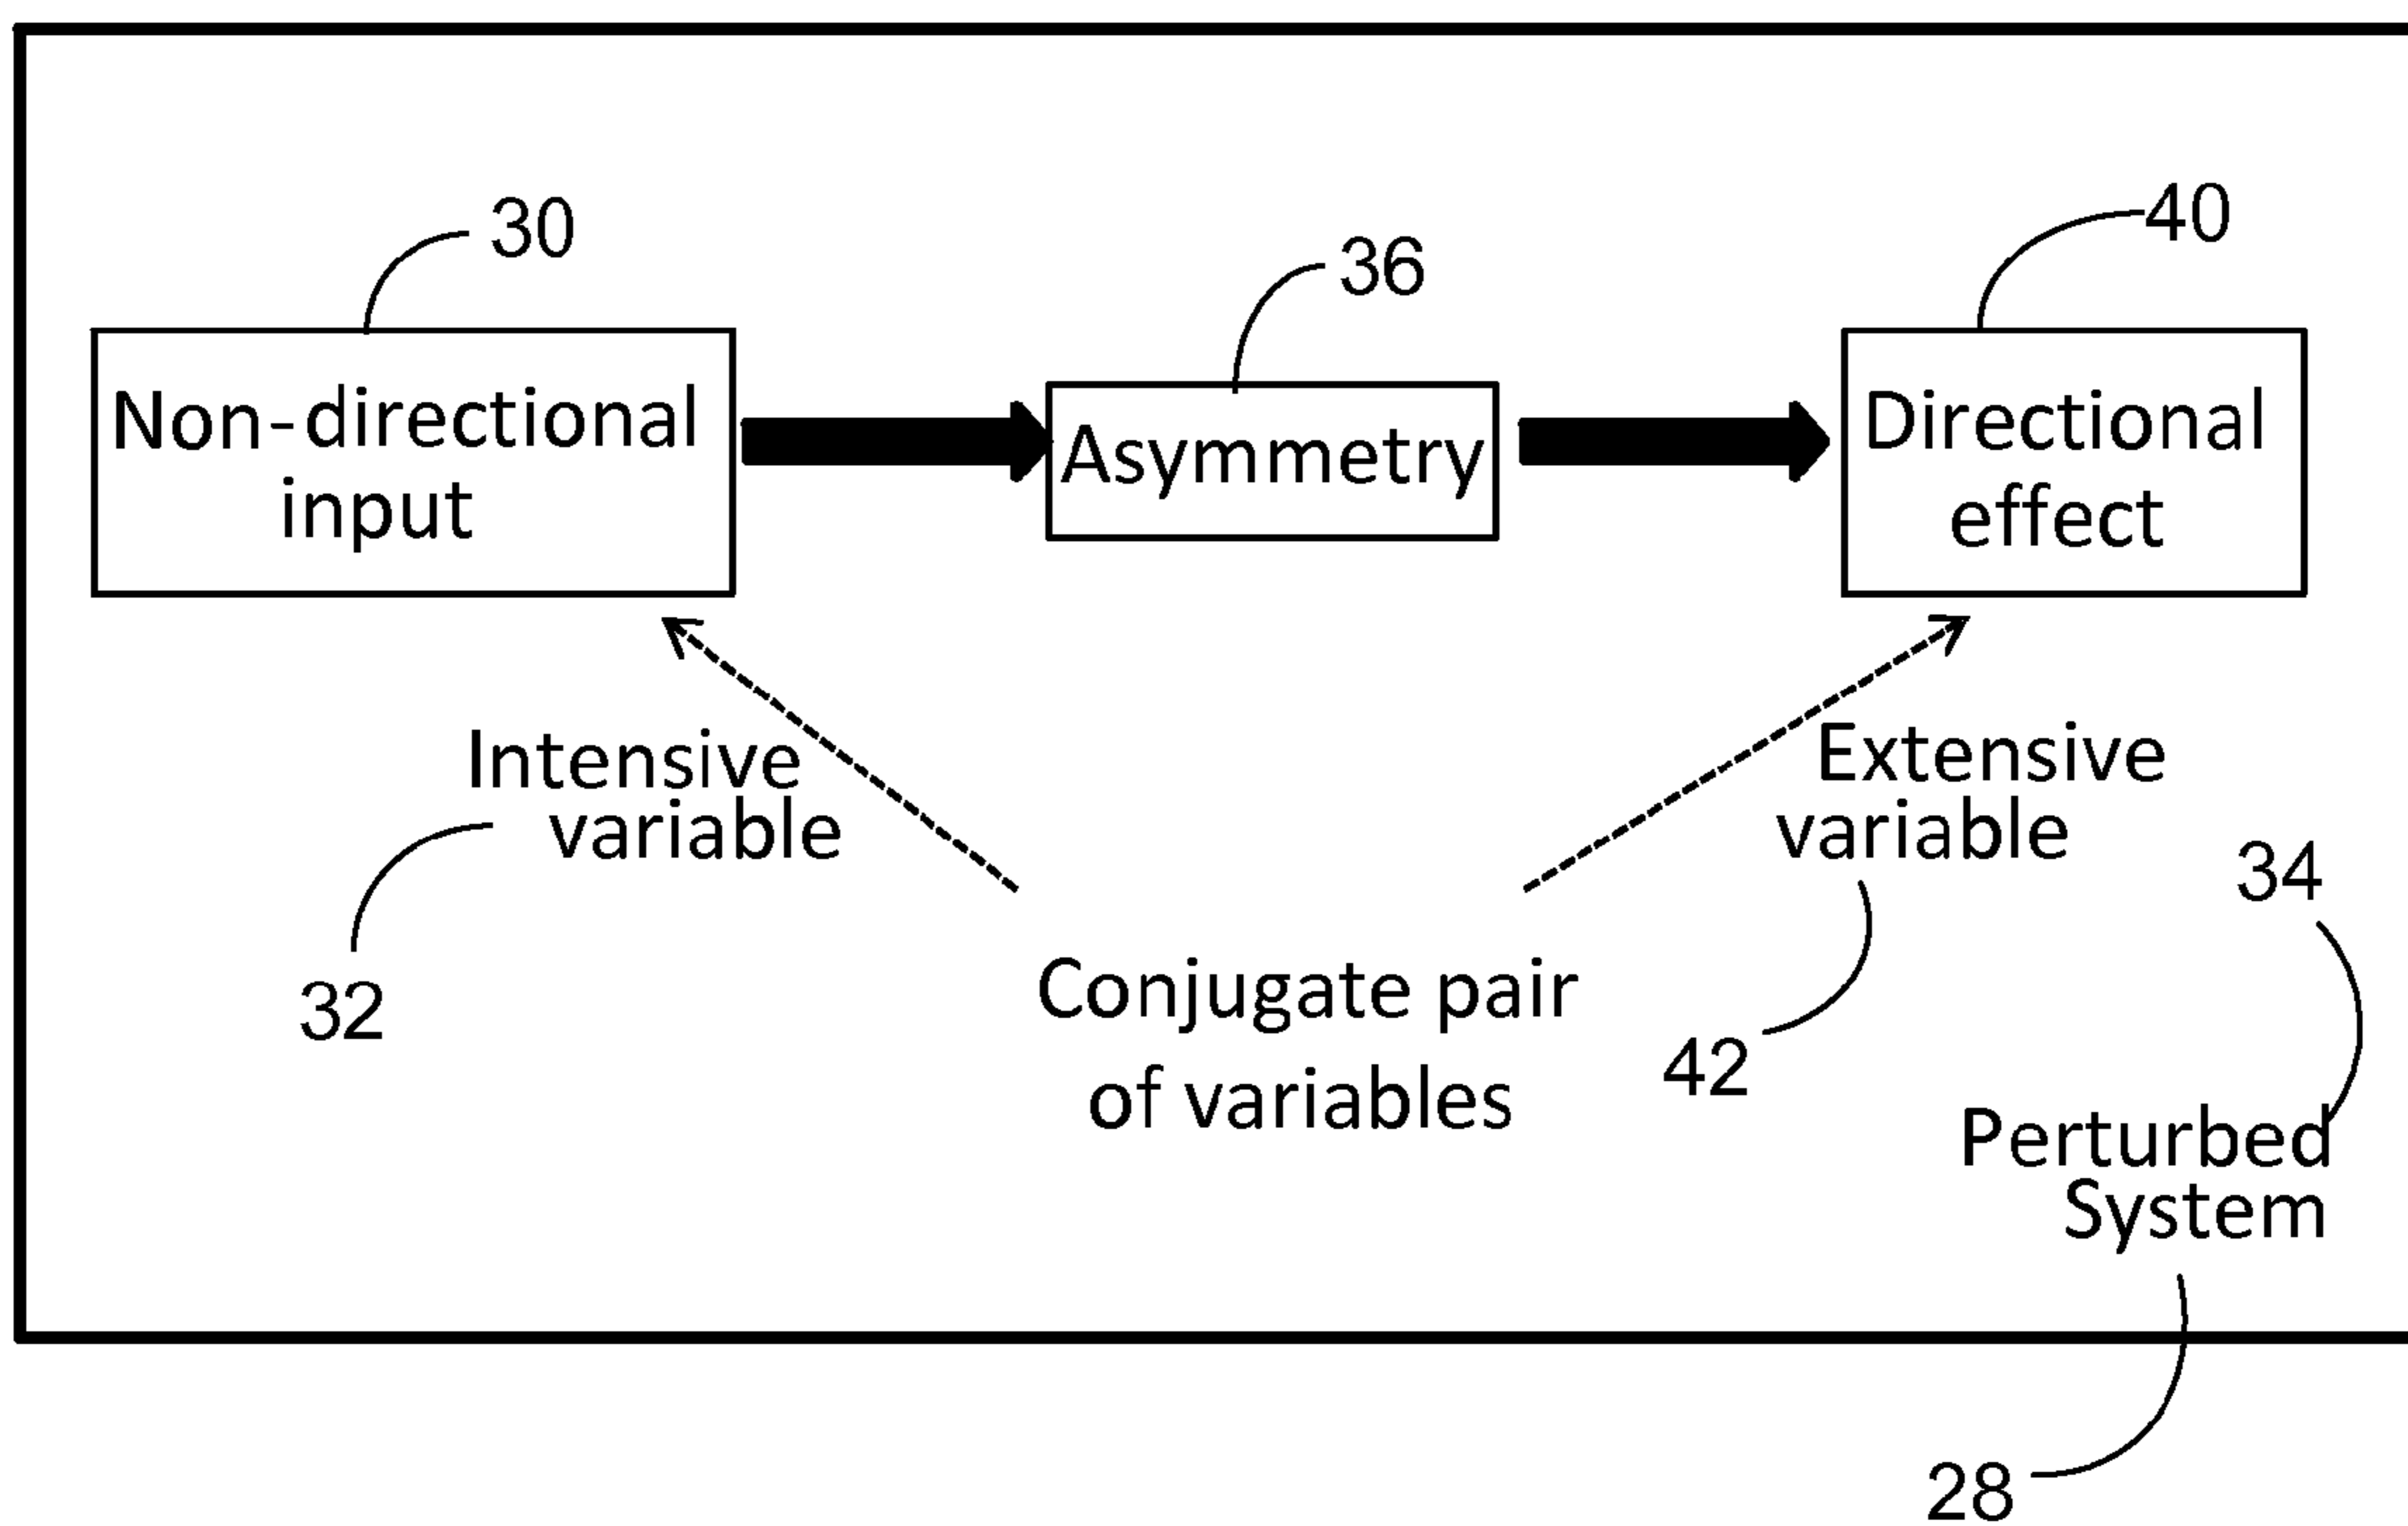 30
36
40
Non-directional
input
Asymmetry
Directional
effect
Intensive
variable
32
Extensive
variable
42
Conjugate pair
of variables
34
Perturbed
System
28